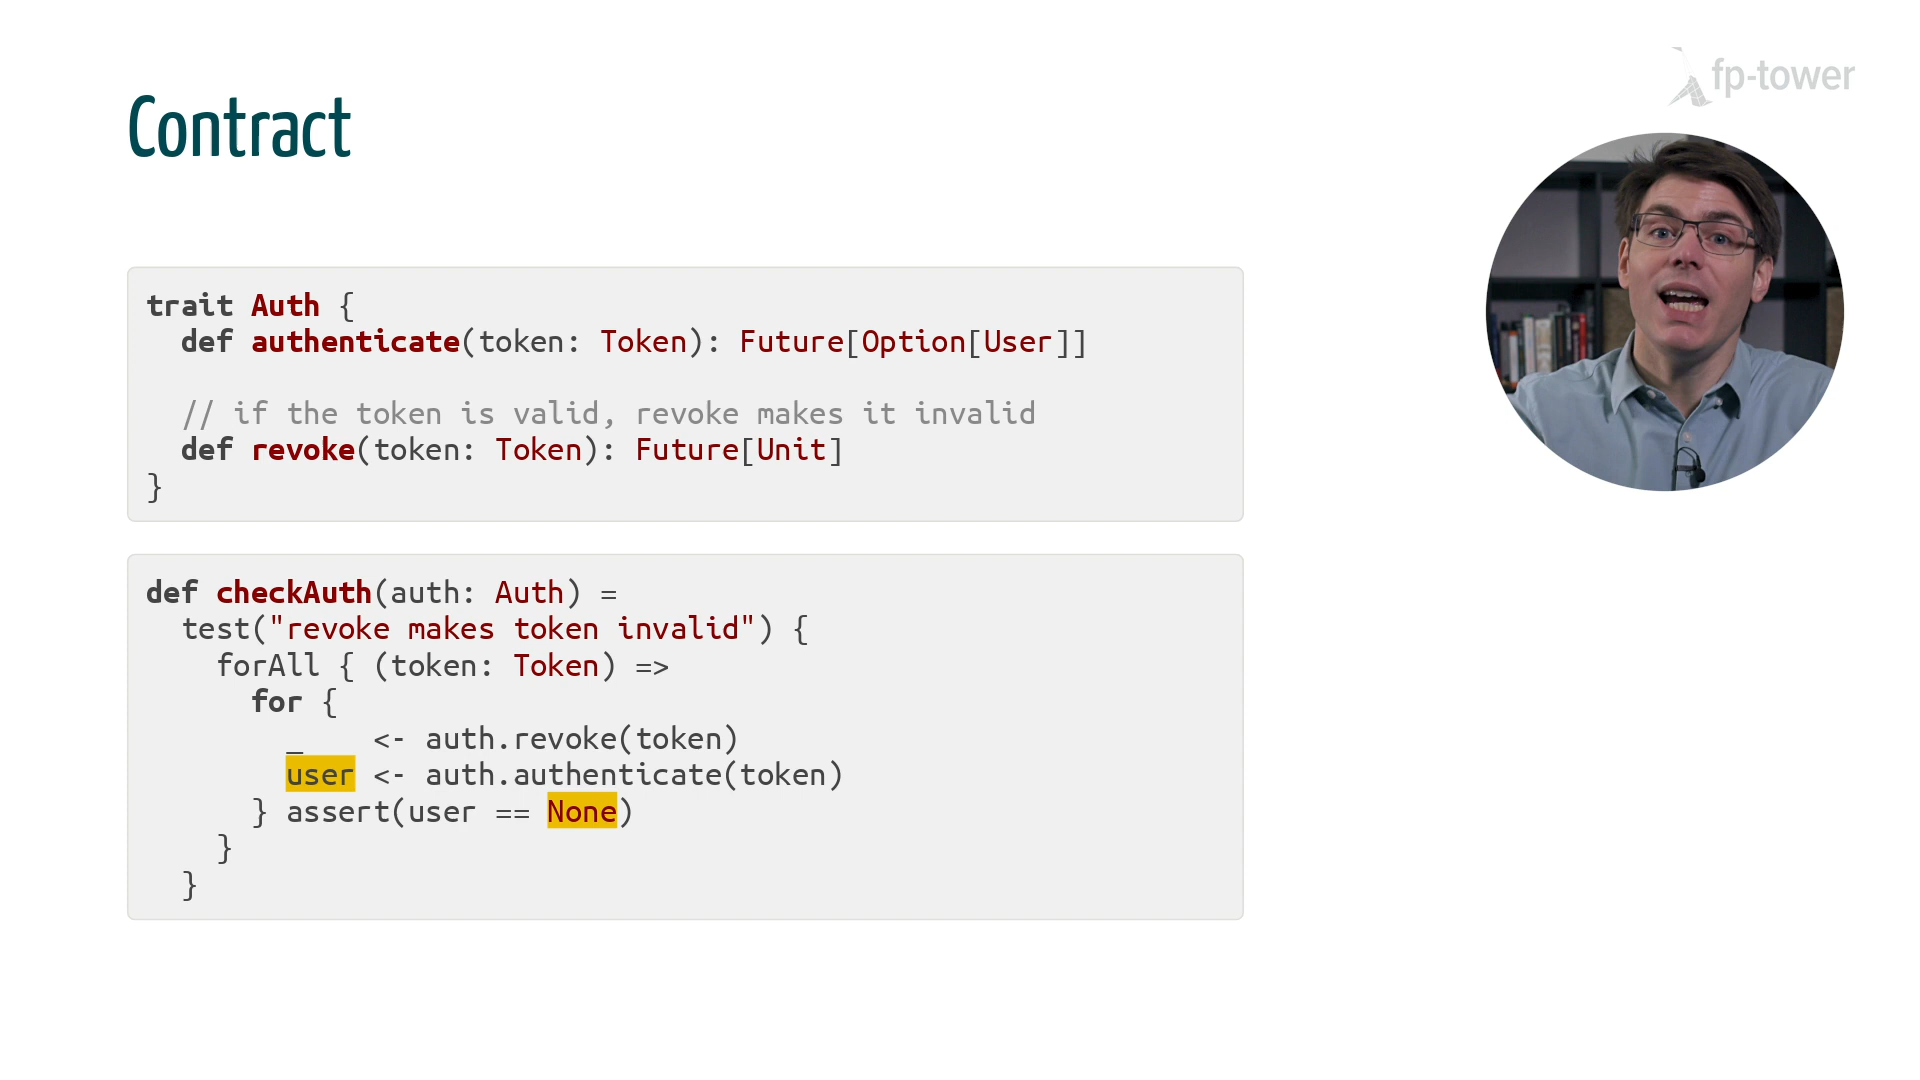 fp-tower
Contract
trait Auth {
  def authenticate(token: Token): Future[Option[User]]
  // if the token is valid, revoke makes it invalid
  def revoke(token: Token): Future[Unit]
}
def checkAuth(auth: Auth) =
  test("revoke makes token invalid") {
    forAll { (token: Token) =>
      for {
        _    <- auth.revoke(token)
        user <- auth.authenticate(token)
      } assert(user == None)
    }
  }